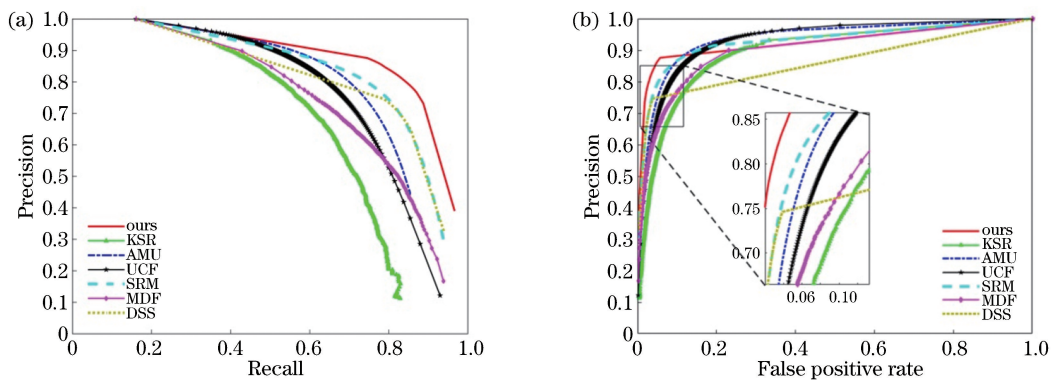 (a)
1.0
0.9
0.8
0.7
0.6
0.5
0.4
0.3
0.2
0.1
0
Precision
ours
KSR
AMU
UCF
SRM
MDF
DSS
0 0.2 0.4 0.6 0.8 1.0
Recall
(b)
1.0
0.9
0.8
0.7
0.6
0.5
0.4
0.3
0.2
0.1
0
Precision
0.85
0.80
0.75
0.70
0.06 0.10
ours
KSR
AMU
UCF
SRM
MDF
DSS
0 0.2 0.4 0.6 0.8 1.0
False positive rate